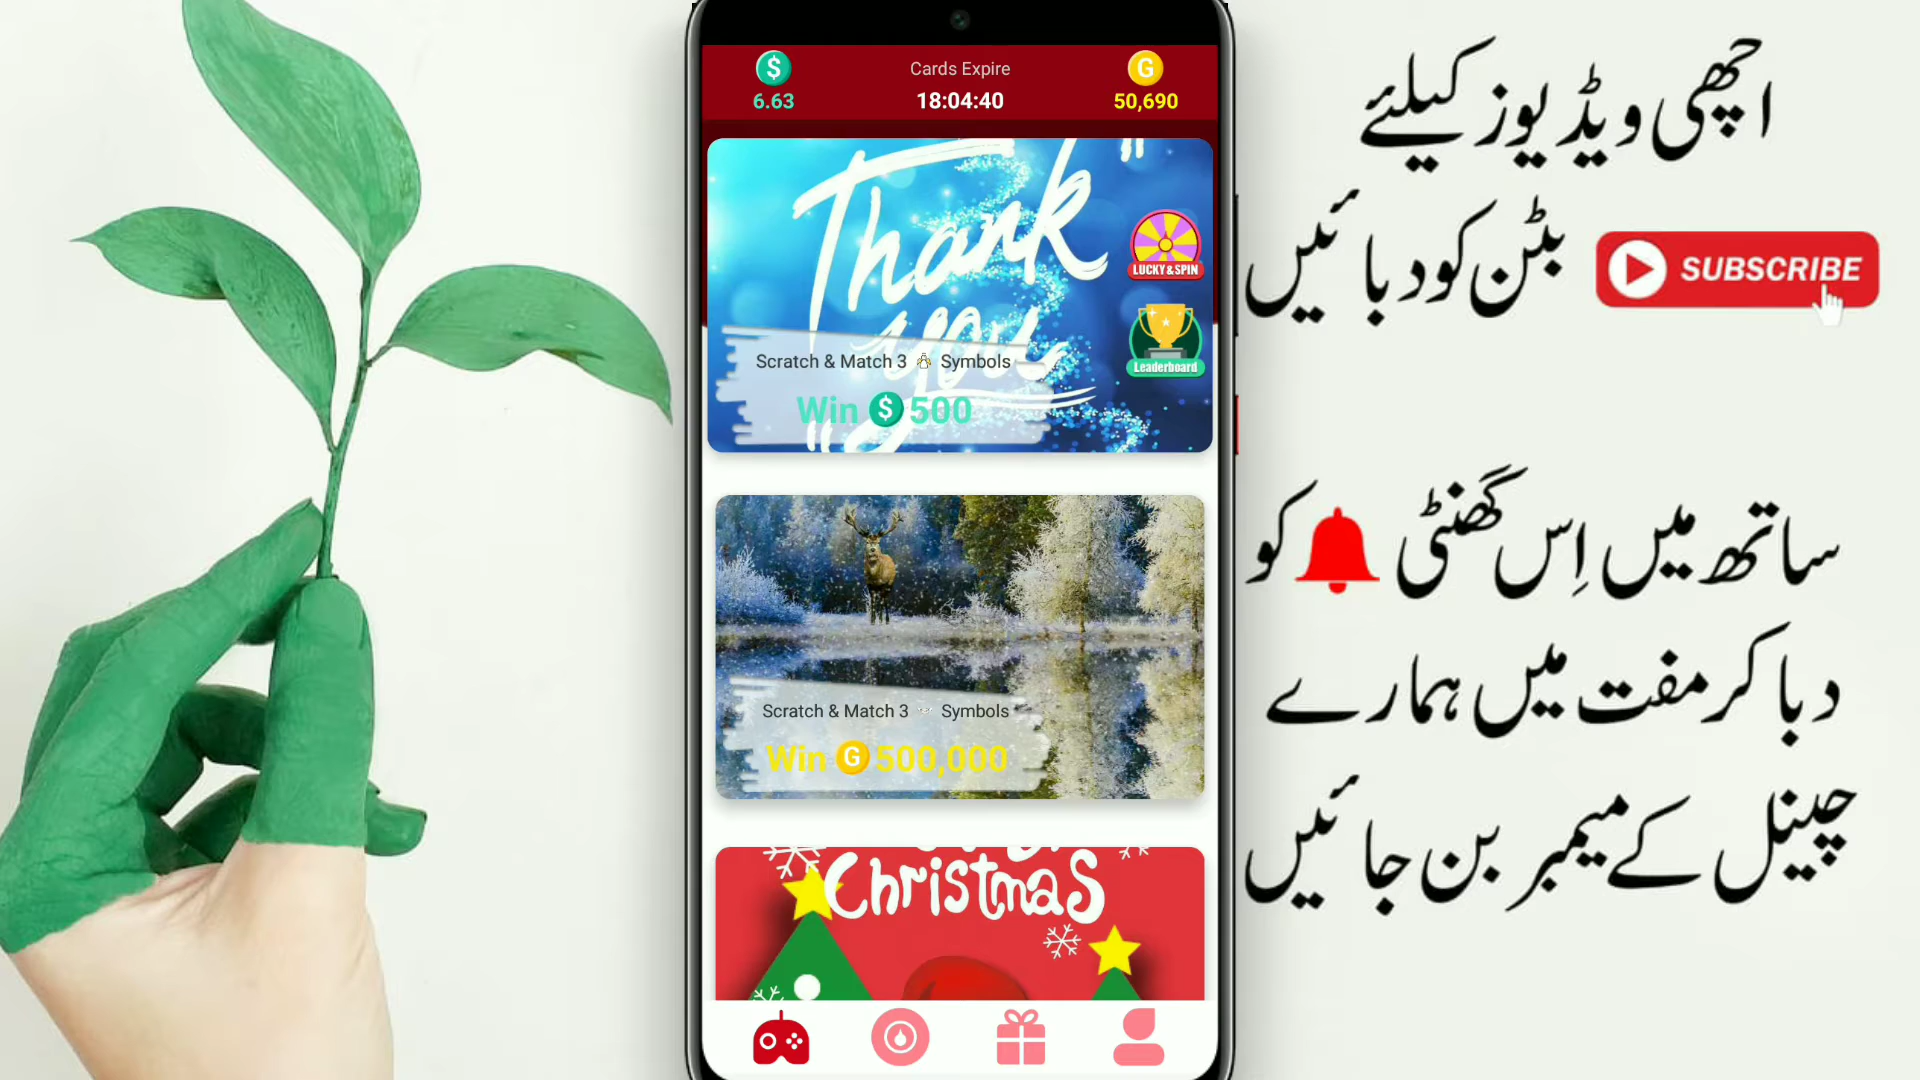 6.63
Cards Expire
18:04:40
G
50,690
"Thank
you"
LUCKY & SPIN
Leaderboard
Scratch & Match 3 Symbols
Win $ 500
Scratch & Match 3 Symbols
Win G 500,000
Christmas
اچھی ویڈیوز کیلئے
بٹن کو دبائیں
SUBSCRIBE
ساتھ میں اِس گھنٹی کو
دبا کر مفت میں ہمارے
چینل کے میمبر بن جائیں